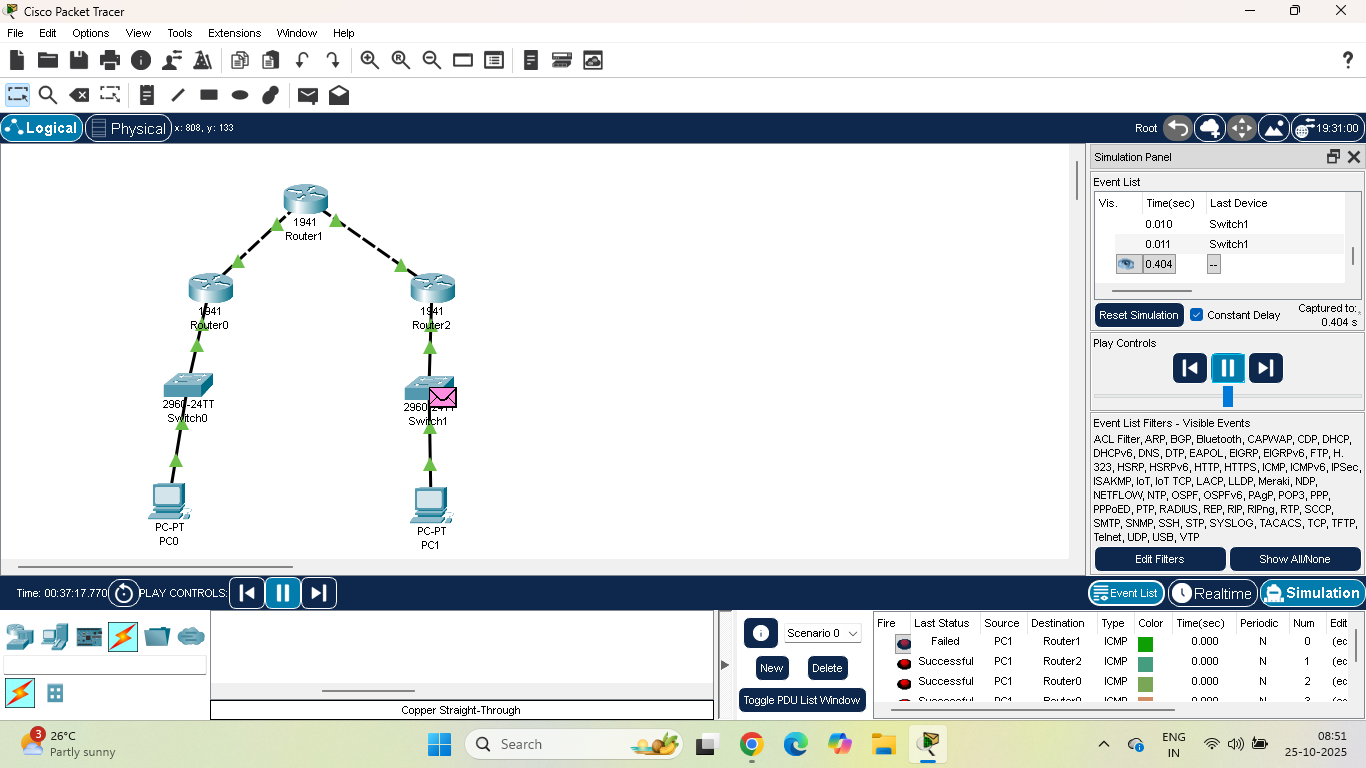 Cisco Packet Tracer
File Edit Options View Tools Extensions Window Help
Logical Physical x: 808, y: 133 Root 19:31:00
1941
Router1
1941
Router0
1941
Router2
2960-24TT
Switch0
2960-24TT
Switch1
PC-PT
PC0
PC-PT
PC1
Simulation Panel
Event List
Vis. Time(sec) Last Device
0.010 Switch1
0.011 Switch1
0.404 --
Reset Simulation Constant Delay Captured to:*
0.404 s
Play Controls
Event List Filters - Visible Events
ACL Filter, ARP, BGP, Bluetooth, CAPWAP, CDP, DHCP,
DHCPv6, DNS, DTP, EAPOL, EIGRP, EIGRPv6, FTP, H.
323, HSRP, HSRPv6, HTTP, HTTPS, ICMP, ICMPv6, IPSec,
ISAKMP, IoT, IoT TCP, LACP, LLDP, Meraki, NDP,
NETFLOW, NTP, OSPF, OSPFv6, PAgP, POP3, PPP,
PPPoED, PTP, RADIUS, REP, RIP, RIPng, RTP, SCCP,
SMTP, SNMP, SSH, STP, SYSLOG, TACACS, TCP, TFTP,
Telnet, UDP, USB, VTP
Edit Filters Show All/None
Time: 00:37:17.770 PLAY CONTROLS: Event List Realtime Simulation
Scenario 0
New Delete
Toggle PDU List Window
Copper Straight-Through
Fire Last Status Source Destination Type Color Time(sec) Periodic Num Edit
Failed PC1 Router1 ICMP 0.000 N 0 (ec
Successful PC1 Router2 ICMP 0.000 N 1 (ec
Successful PC1 Router0 ICMP 0.000 N 2 (ec
Successful PC1 Router0 ICMP 0.000 N 3 (ec
3 26°C
Partly sunny
Search
ENG
IN
08:51
25-10-2025